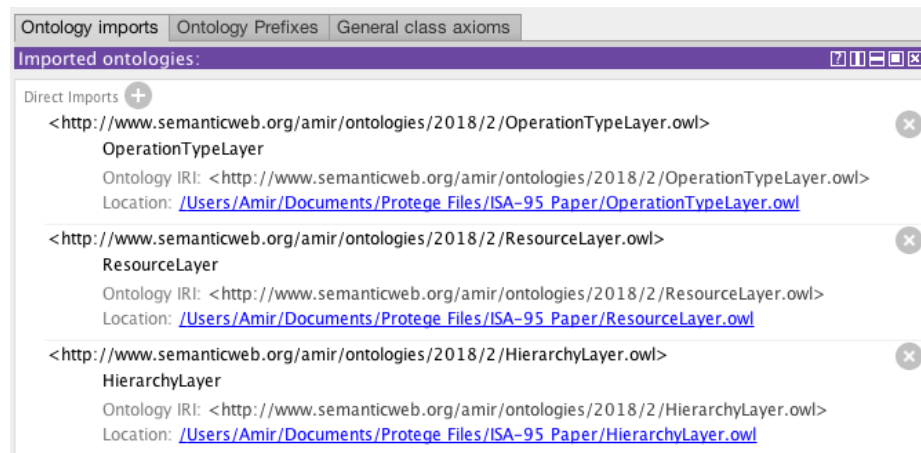 Ontology imports Ontology Prefixes General class axioms
Imported ontologies:
Direct Imports
<http://www.semanticweb.org/amir/ontologies/2018/2/OperationTypeLayer.owl>
OperationTypeLayer
Ontology IRI: <http://www.semanticweb.org/amir/ontologies/2018/2/OperationTypeLayer.owl>
Location: /Users/Amir/Documents/Protege Files/ISA-95 Paper/OperationTypeLayer.owl
<http://www.semanticweb.org/amir/ontologies/2018/2/ResourceLayer.owl>
ResourceLayer
Ontology IRI: <http://www.semanticweb.org/amir/ontologies/2018/2/ResourceLayer.owl>
Location: /Users/Amir/Documents/Protege Files/ISA-95 Paper/ResourceLayer.owl
<http://www.semanticweb.org/amir/ontologies/2018/2/HierarchyLayer.owl>
HierarchyLayer
Ontology IRI: <http://www.semanticweb.org/amir/ontologies/2018/2/HierarchyLayer.owl>
Location: /Users/Amir/Documents/Protege Files/ISA-95 Paper/HierarchyLayer.owl